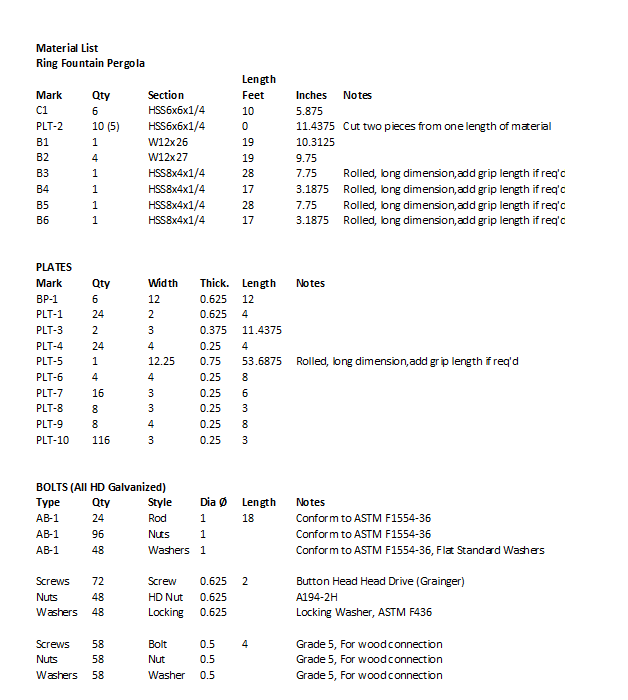 Material List
Ring Fountain Pergola
Length
Mark Qty Section Feet Inches Notes
C1 6 HSS6x6x1/4 10 5.875
PLT-2 10 (5) HSS6x6x1/4 0 11.4375 Cut two pieces from one length of material
B1 1 W12x26 19 10.3125
B2 4 W12x27 19 9.75
B3 1 HSS8x4x1/4 28 7.75 Rolled, long dimension,add grip length if req'd
B4 1 HSS8x4x1/4 17 3.1875 Rolled, long dimension,add grip length if req'd
B5 1 HSS8x4x1/4 28 7.75 Rolled, long dimension,add grip length if req'd
B6 1 HSS8x4x1/4 17 3.1875 Rolled, long dimension,add grip length if req'd
PLATES
Mark Qty Width Thick. Length Notes
BP-1 6 12 0.625 12
PLT-1 24 2 0.625 4
PLT-3 2 3 0.375 11.4375
PLT-4 24 4 0.25 4
PLT-5 1 12.25 0.75 53.6875 Rolled, long dimension,add grip length if req'd
PLT-6 4 4 0.25 8
PLT-7 16 3 0.25 6
PLT-8 8 3 0.25 3
PLT-9 8 4 0.25 8
PLT-10 116 3 0.25 3
BOLTS (All HD Galvanized)
Type Qty Style Dia Ø Length Notes
AB-1 24 Rod 1 18 Conform to ASTM F1554-36
AB-1 96 Nuts 1 Conform to ASTM F1554-36
AB-1 48 Washers 1 Conform to ASTM F1554-36, Flat Standard Washers
Screws 72 Screw 0.625 2 Button Head Head Drive (Grainger)
Nuts 48 HD Nut 0.625 A194-2H
Washers 48 Locking 0.625 Locking Washer, ASTM F436
Screws 58 Bolt 0.5 4 Grade 5, For wood connection
Nuts 58 Nut 0.5 Grade 5, For wood connection
Washers 58 Washer 0.5 Grade 5, For wood connection